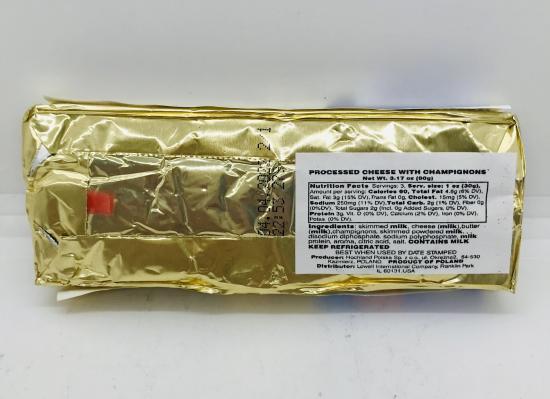 PROCESSED CHEESE WITH CHAMPIGNONS
Net Wt. 3.17 oz (90g)
Nutrition Facts Servings: 3, Serv. size: 1 oz (30g),
Amount per serving: Calories 60, Total Fat 4.5g (6% DV),
Sat. Fat 3g (15% DV), Trans Fat 0g, Cholest. 15mg (5% DV),
Sodium 250mg (11% DV), Total Carb. 2g (1% DV), Fiber 0g
(0%DV), Total Sugars 2g (Incl. 0g Added Sugars, 0% DV),
Protein 3g, Vit. D (0% DV), Calcium (2% DV), Iron (0% DV),
Potas. (0% DV).
Ingredients: skimmed milk, cheese (milk),butter
(milk),champignons, skimmed powdered milk,
disodium diphosphate, sodium polyphosphate, milk
protein, aroma, citric acid, salt. CONTAINS MILK
KEEP REFRIGERATED
BEST WHEN USED BY DATE STAMPED
Producer: Hochland Polska Sp. z o.o. ul. Okrezna2, 64-530
Kazmierz, POLAND PRODUCT OF POLAND
Distributor: Lowell International Company, Franklin Park
IL 60131,USA
22:53